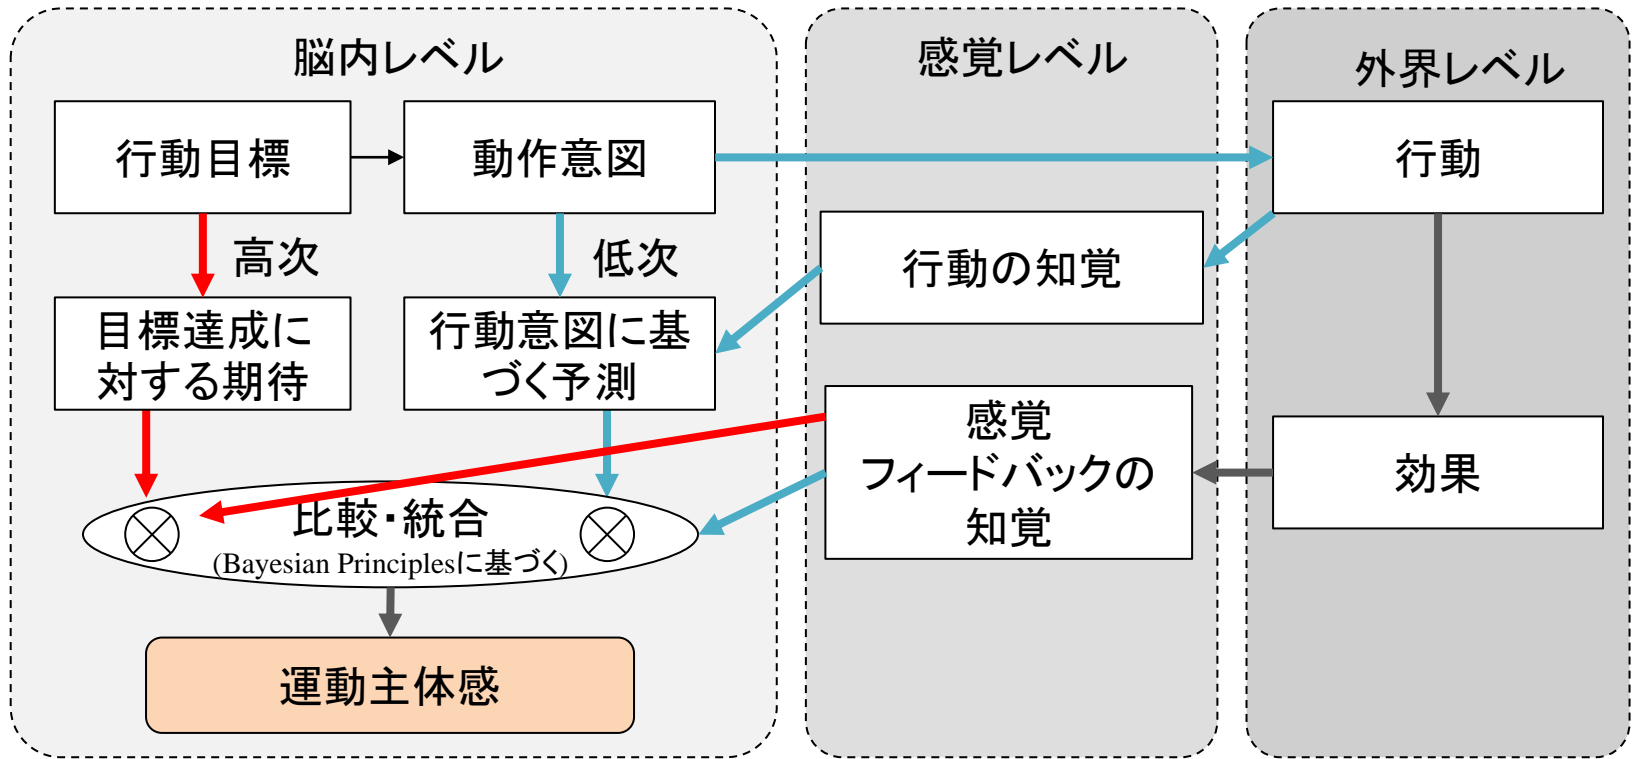 脳内レベル
感覚レベル
外界レベル
行動目標
動作意図
行動
高次
低次
行動の知覚
目標達成に
対する期待
行動意図に基
づく予測
感覚
フィードバックの
知覚
効果
比較・統合
(Bayesian Principlesに基づく)
運動主体感